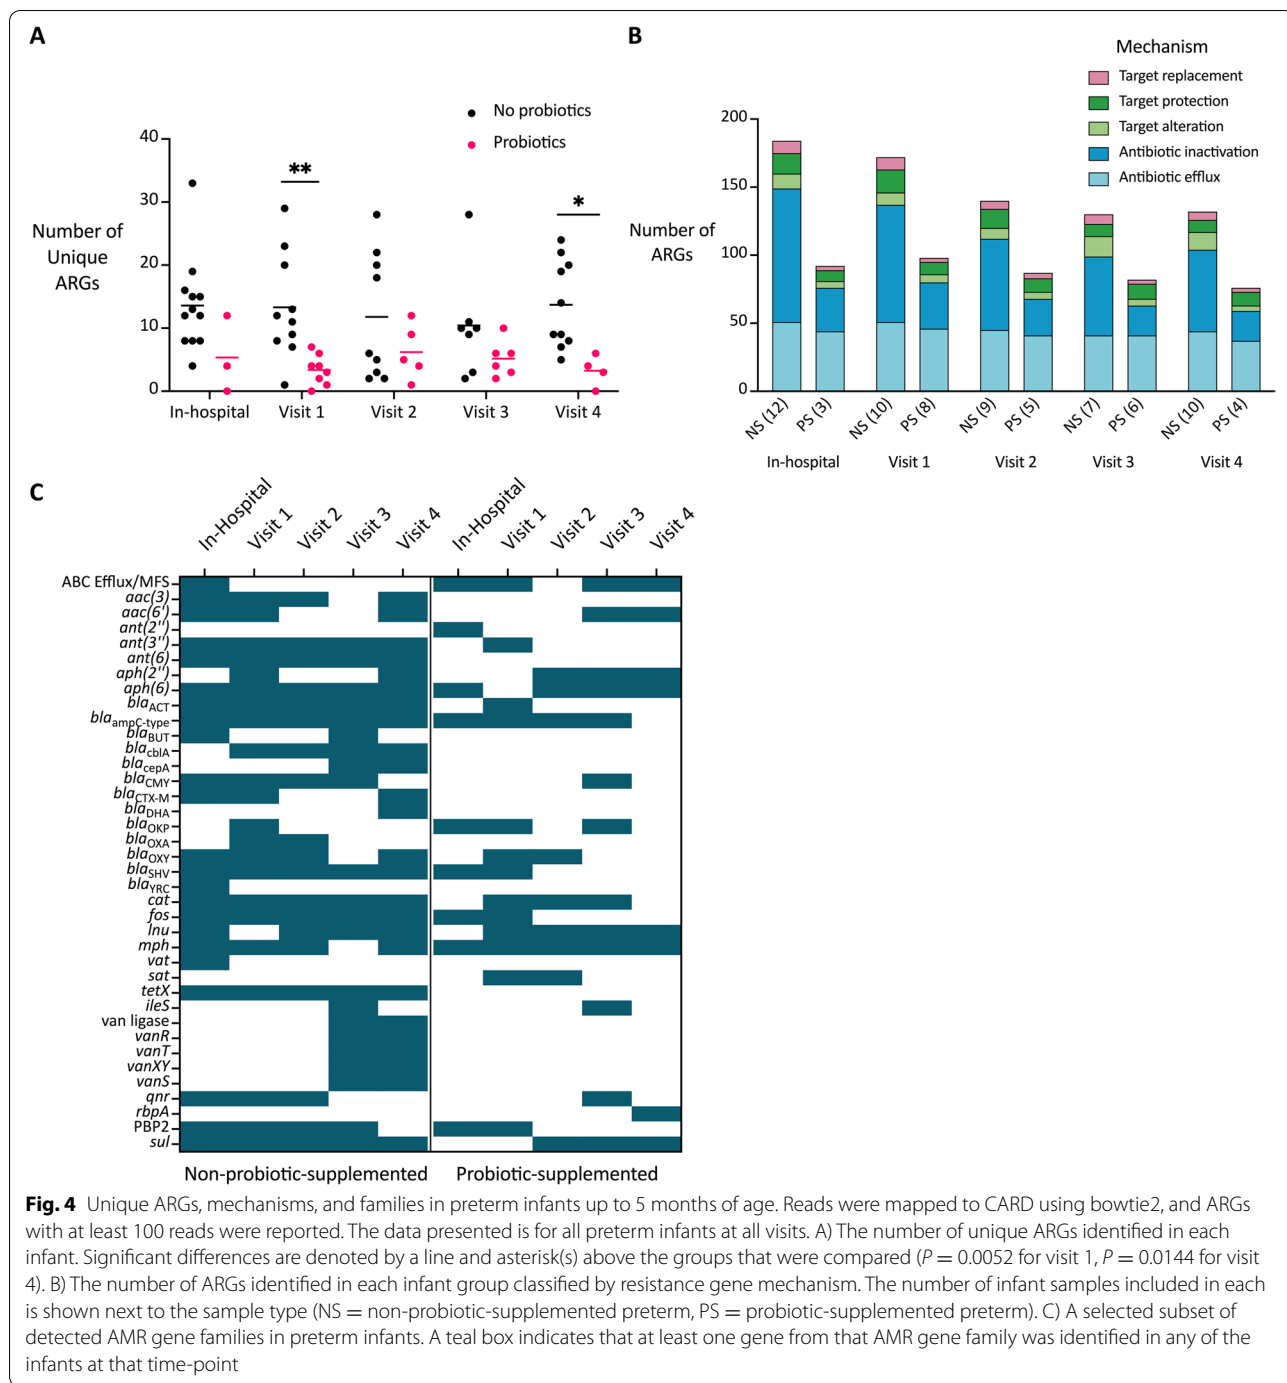 A
No probiotics
Probiotics
40
30
20
10
0
Number of
Unique
ARGs
**
*
In-hospital
Visit 1
Visit 2
Visit 3
Visit 4
B
Mechanism
Target replacement
Target protection
Target alteration
Antibiotic inactivation
Antibiotic efflux
200
150
100
50
0
Number of
ARGs
NS (12)
PS (3)
NS (10)
PS (8)
NS (9)
PS (5)
NS (7)
PS (6)
NS (10)
PS (4)
In-hospital
Visit 1
Visit 2
Visit 3
Visit 4
C
In-Hospital
Visit 1
Visit 2
Visit 3
Visit 4
In-Hospital
Visit 1
Visit 2
Visit 3
Visit 4
ABC Efflux/MFS
aac(3)
aac(6')
ant(2'')
ant(3'')
ant(6)
aph(2'')
aph(6)
blaACT
blaampC-type
blaBUT
blacblA
blacepA
blaCMY
blaCTX-M
blaDHA
blaOKP
blaOXA
blaOXY
blaSHV
blaYRC
cat
fos
lnu
mph
vat
sat
tetX
ileS
van ligase
vanR
vanT
vanXY
vanS
qnr
rbpA
PBP2
sul
Non-probiotic-supplemented
Probiotic-supplemented
Fig. 4 Unique ARGs, mechanisms, and families in preterm infants up to 5 months of age. Reads were mapped to CARD using bowtie2, and ARGs
with at least 100 reads were reported. The data presented is for all preterm infants at all visits. A) The number of unique ARGs identified in each
infant. Significant differences are denoted by a line and asterisk(s) above the groups that were compared (P = 0.0052 for visit 1, P = 0.0144 for visit
4). B) The number of ARGs identified in each infant group classified by resistance gene mechanism. The number of infant samples included in each
is shown next to the sample type (NS = non-probiotic-supplemented preterm, PS = probiotic-supplemented preterm). C) A selected subset of
detected AMR gene families in preterm infants. A teal box indicates that at least one gene from that AMR gene family was identified in any of the
infants at that time-point